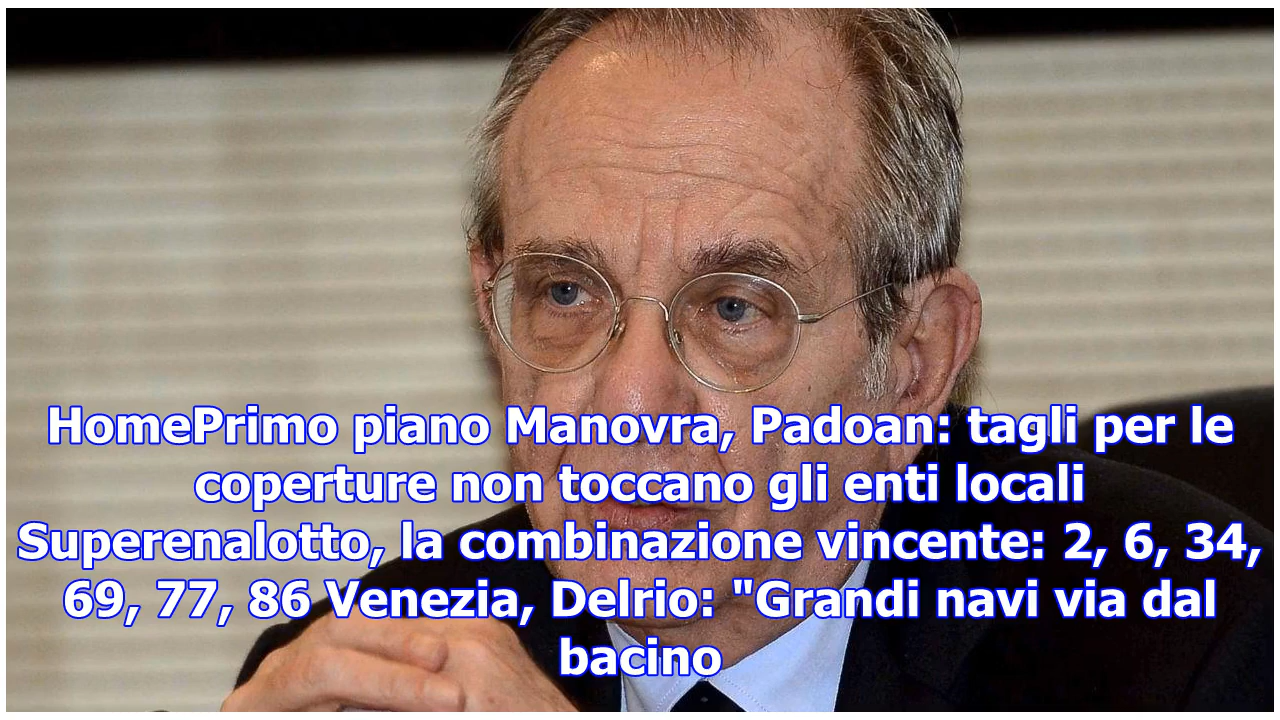 HomePrimo piano Manovra, Padoan: tagli per le
coperture non toccano gli enti locali
Superenalotto, la combinazione vincente: 2, 6, 34,
69, 77, 86 Venezia, Delrio: "Grandi navi via dal
bacino